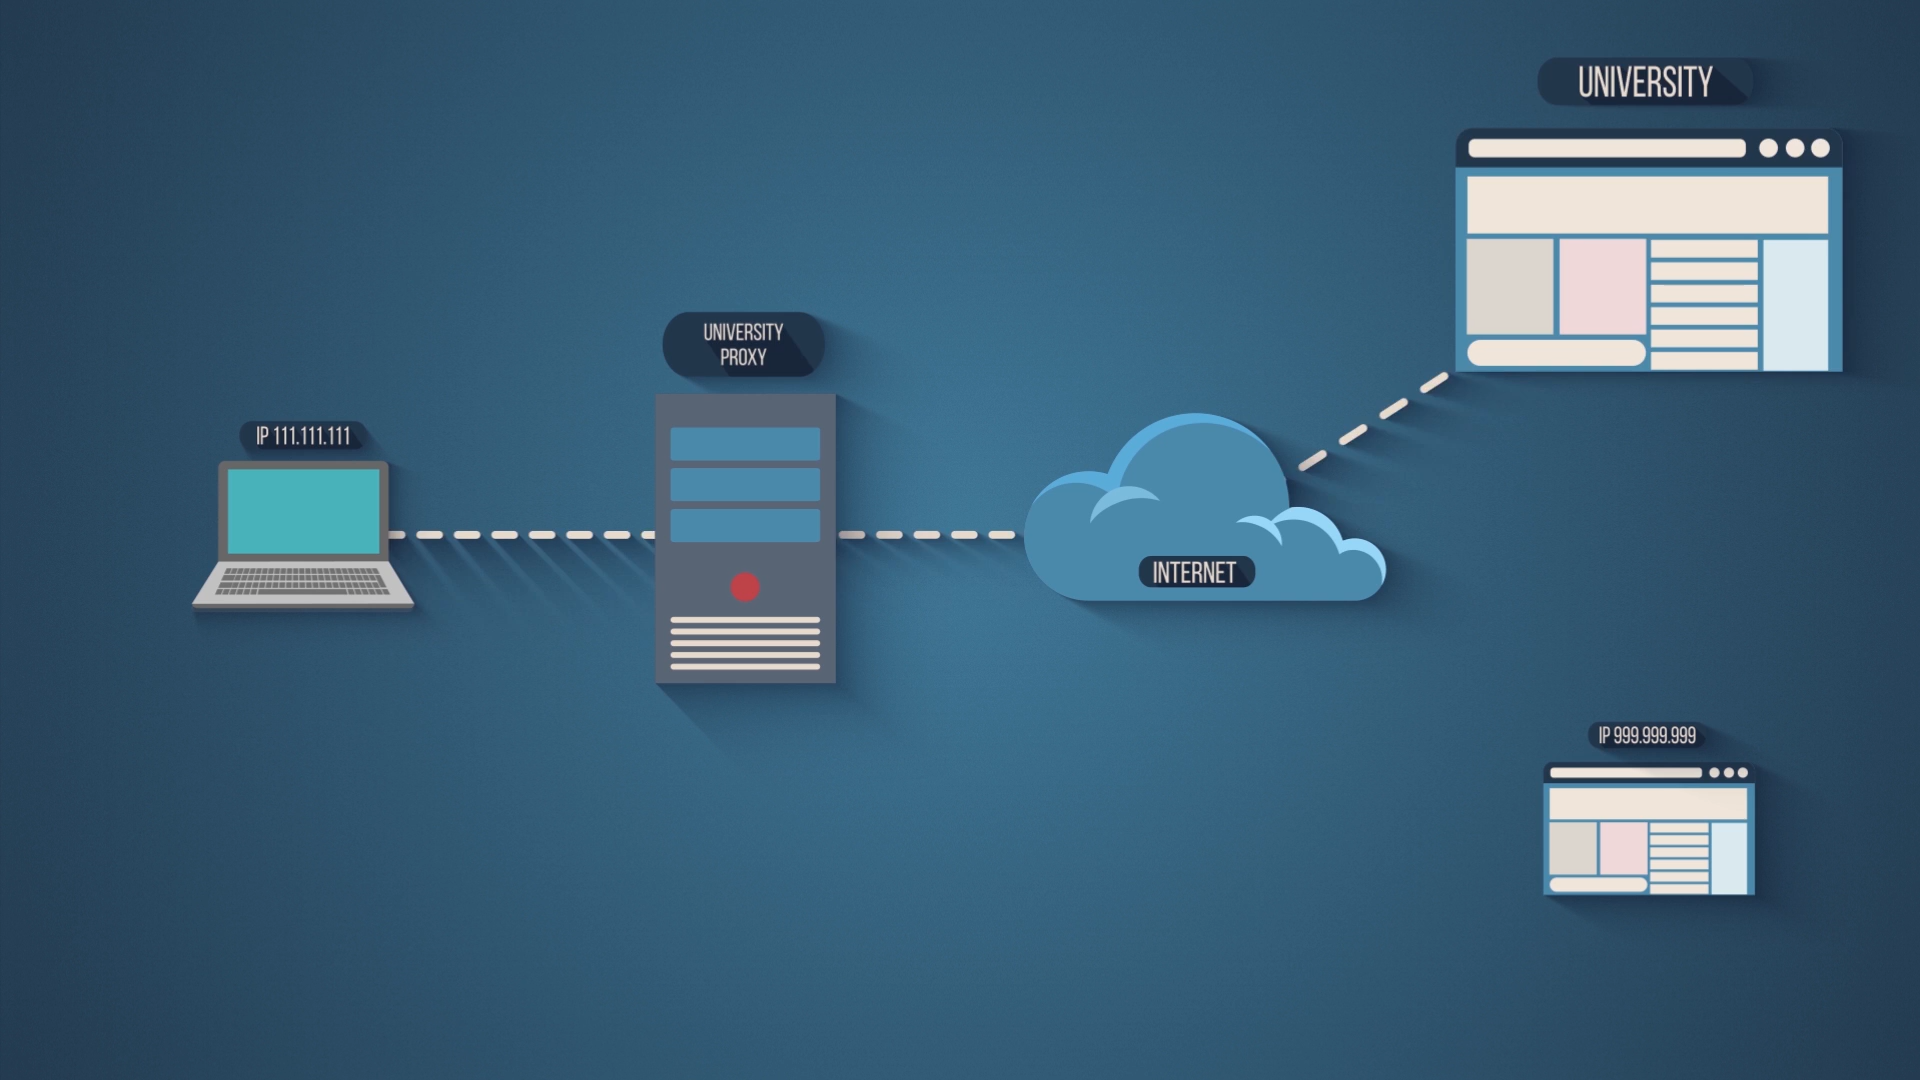 UNIVERSITY
UNIVERSITY
PROXY
IP 111.111.111
INTERNET
IP 999.999.999